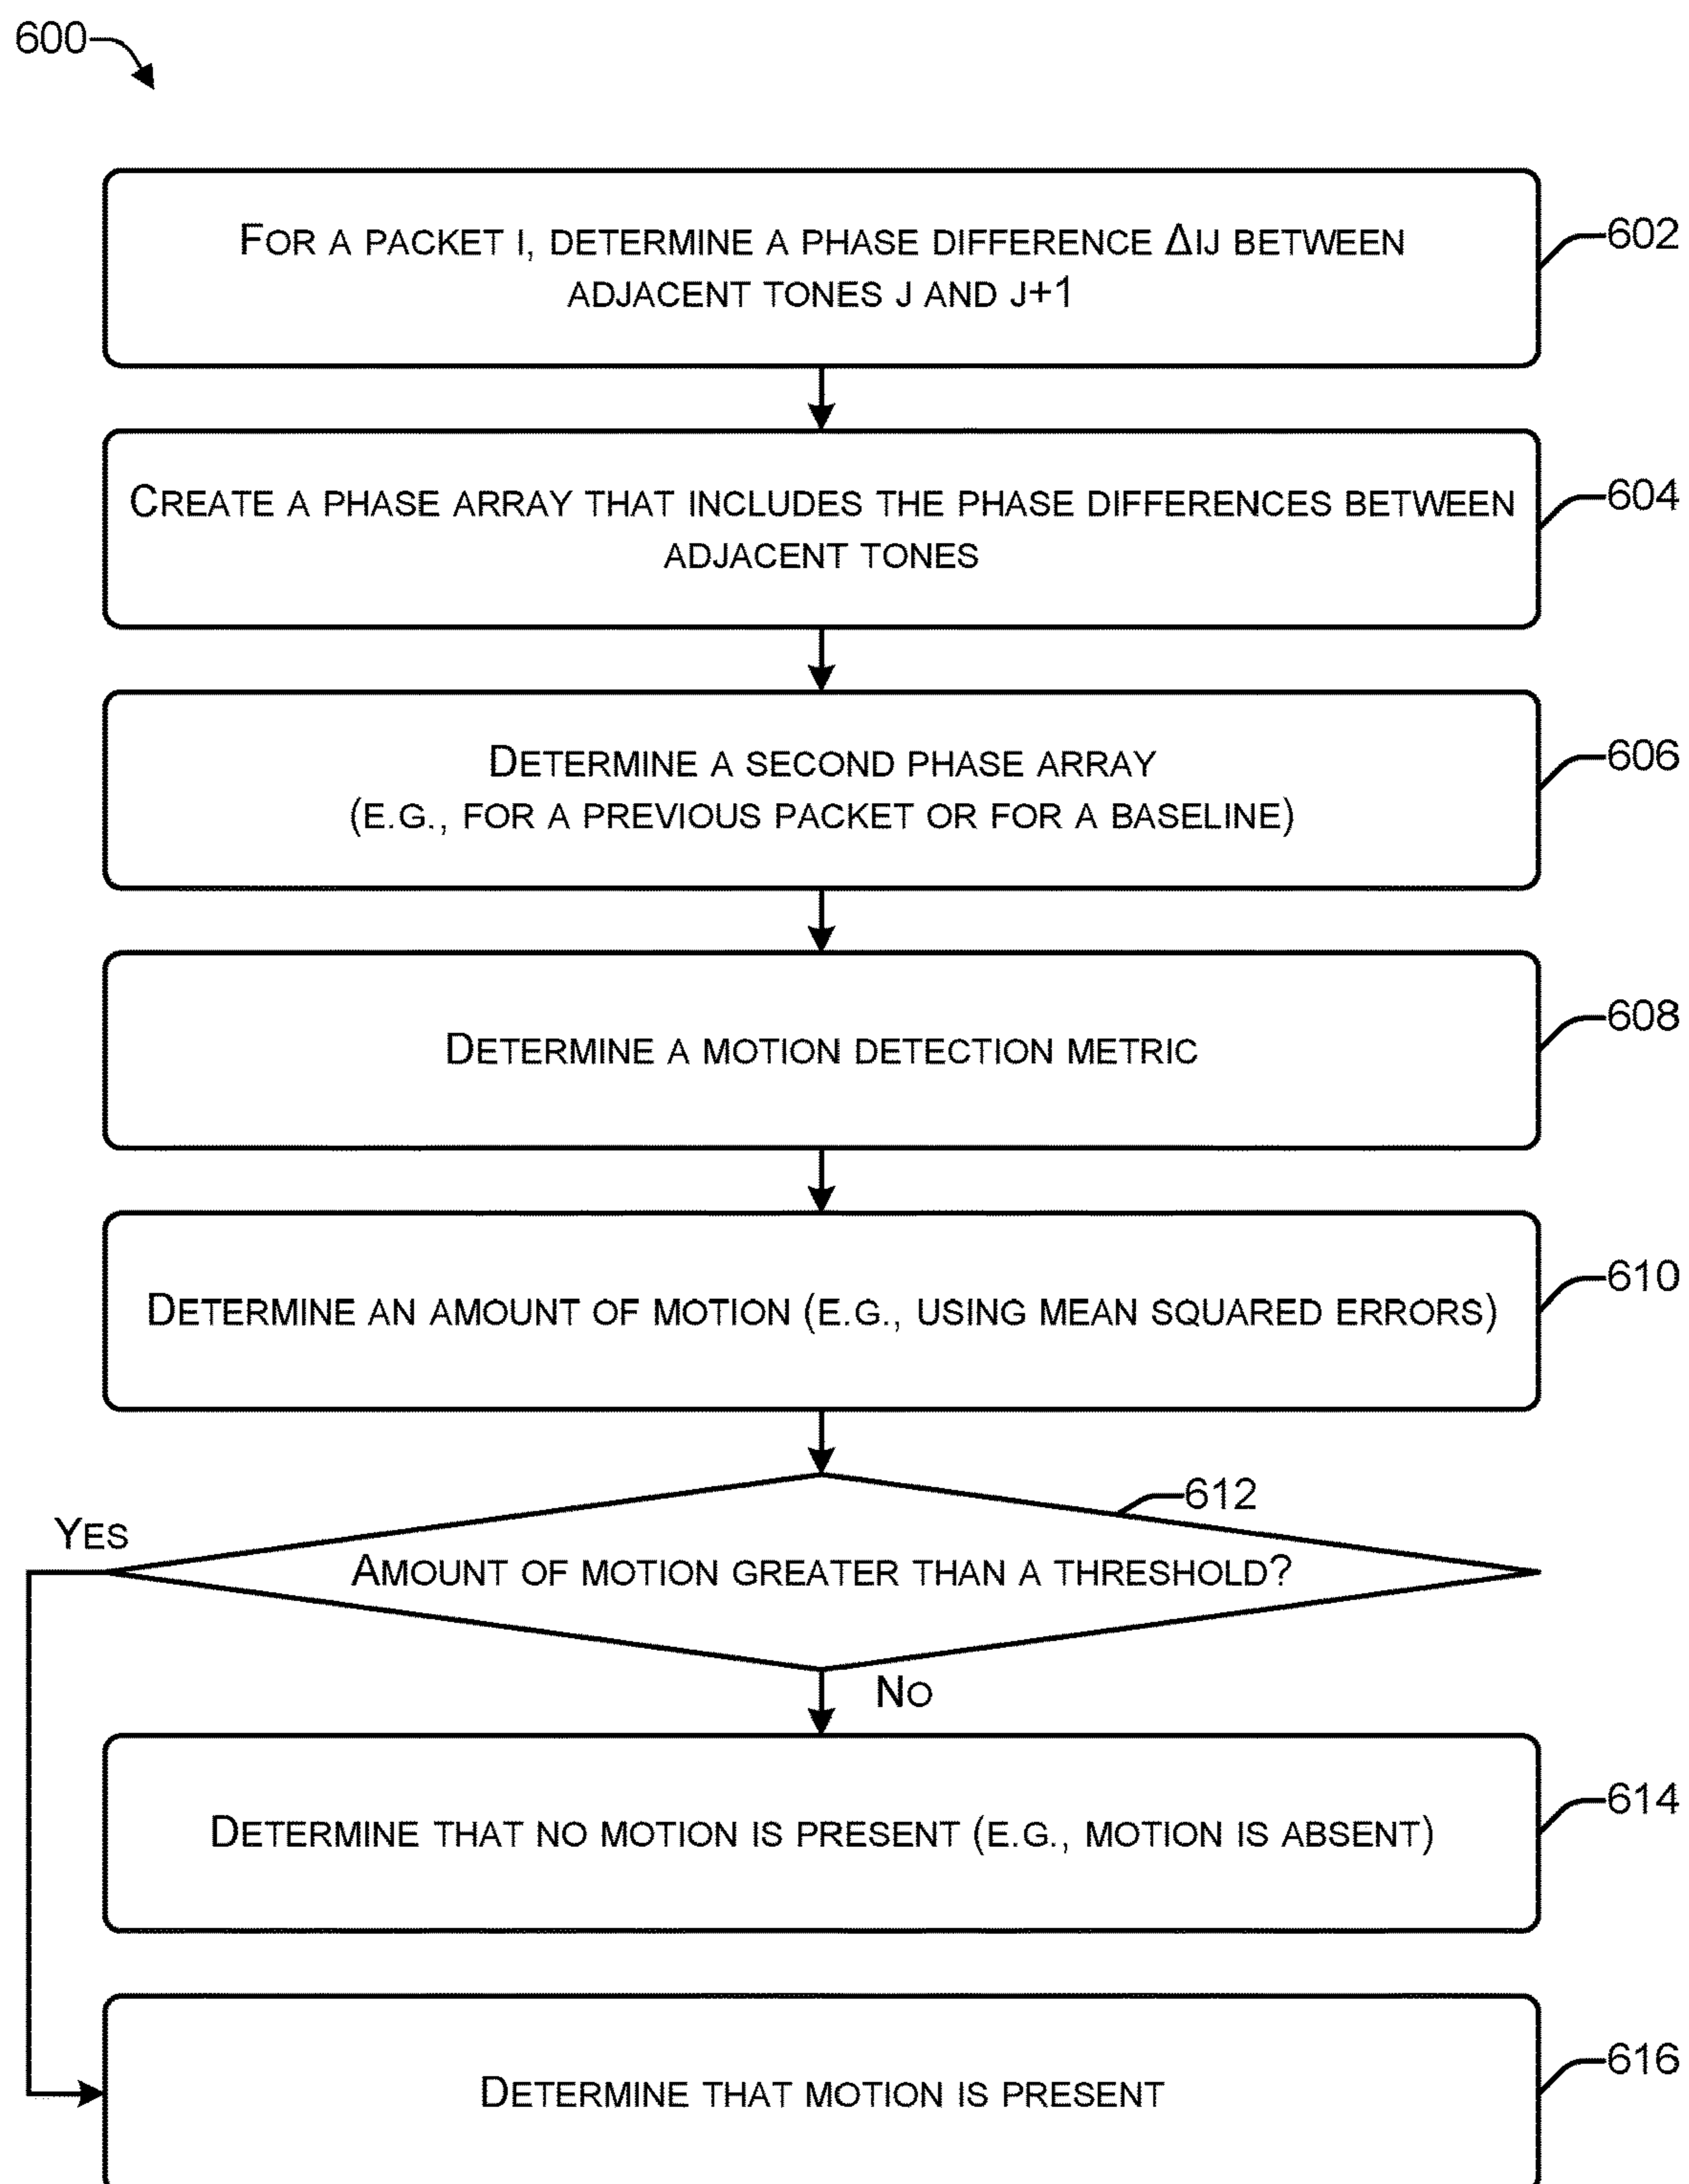 600
FOR A PACKET I, DETERMINE A PHASE DIFFERENCE ΔIJ BETWEEN
ADJACENT TONES J AND J+1
602
CREATE A PHASE ARRAY THAT INCLUDES THE PHASE DIFFERENCES BETWEEN
ADJACENT TONES
604
DETERMINE A SECOND PHASE ARRAY
(E.G., FOR A PREVIOUS PACKET OR FOR A BASELINE)
606
DETERMINE A MOTION DETECTION METRIC
608
DETERMINE AN AMOUNT OF MOTION (E.G., USING MEAN SQUARED ERRORS)
610
612
YES
AMOUNT OF MOTION GREATER THAN A THRESHOLD?
NO
DETERMINE THAT NO MOTION IS PRESENT (E.G., MOTION IS ABSENT)
614
DETERMINE THAT MOTION IS PRESENT
616